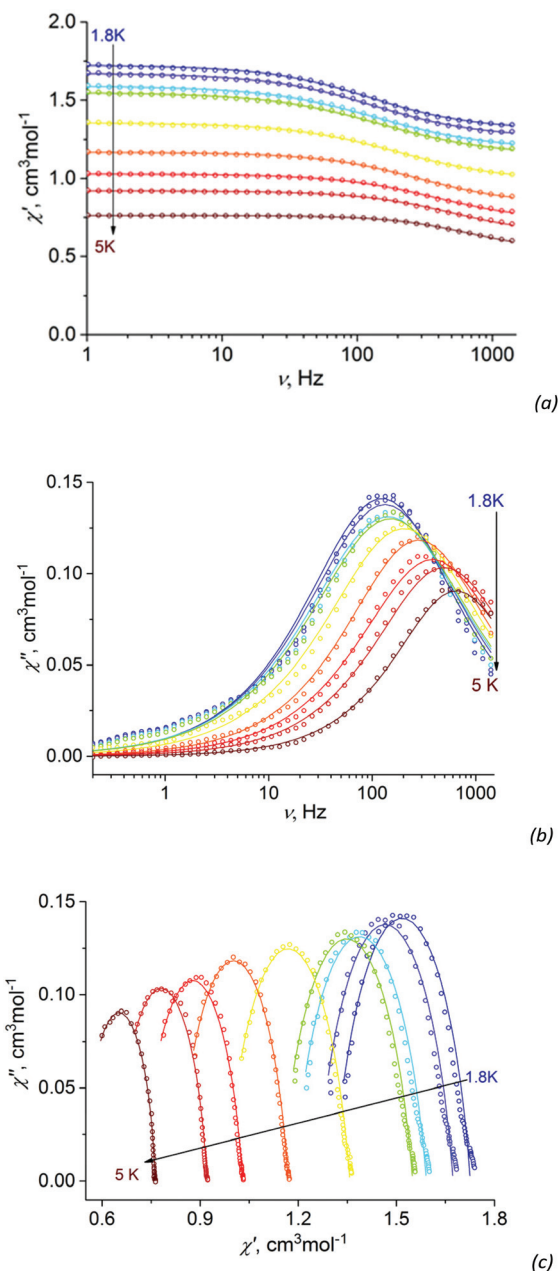 2.0
1.8K
1.5
1.0
0.5
5K
0.0
χ′, cm³mol⁻¹
1 10 100 1000
ν, Hz
(a)
0.15
1.8K
0.10
0.05
5 K
0.00
χ″, cm³mol⁻¹
1 10 100 1000
ν, Hz
(b)
0.15
0.10
0.05
1.8K
5 K
0.00
χ″, cm³mol⁻¹
0.6 0.9 1.2 1.5 1.8
χ′, cm³mol⁻¹
(c)